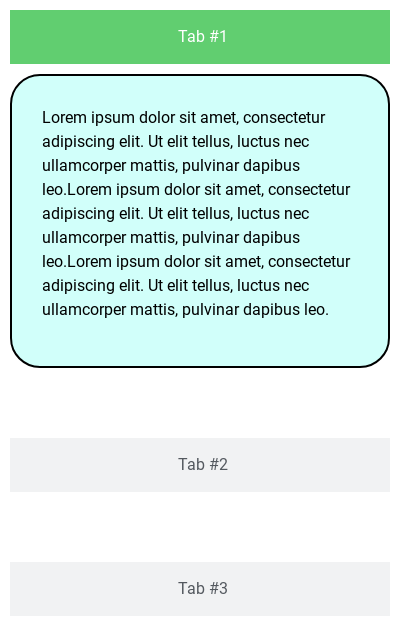 Tab #1
Lorem ipsum dolor sit amet, consectetur
adipiscing elit. Ut elit tellus, luctus nec
ullamcorper mattis, pulvinar dapibus
leo.Lorem ipsum dolor sit amet, consectetur
adipiscing elit. Ut elit tellus, luctus nec
ullamcorper mattis, pulvinar dapibus
leo.Lorem ipsum dolor sit amet, consectetur
adipiscing elit. Ut elit tellus, luctus nec
ullamcorper mattis, pulvinar dapibus leo.
Tab #2
Tab #3